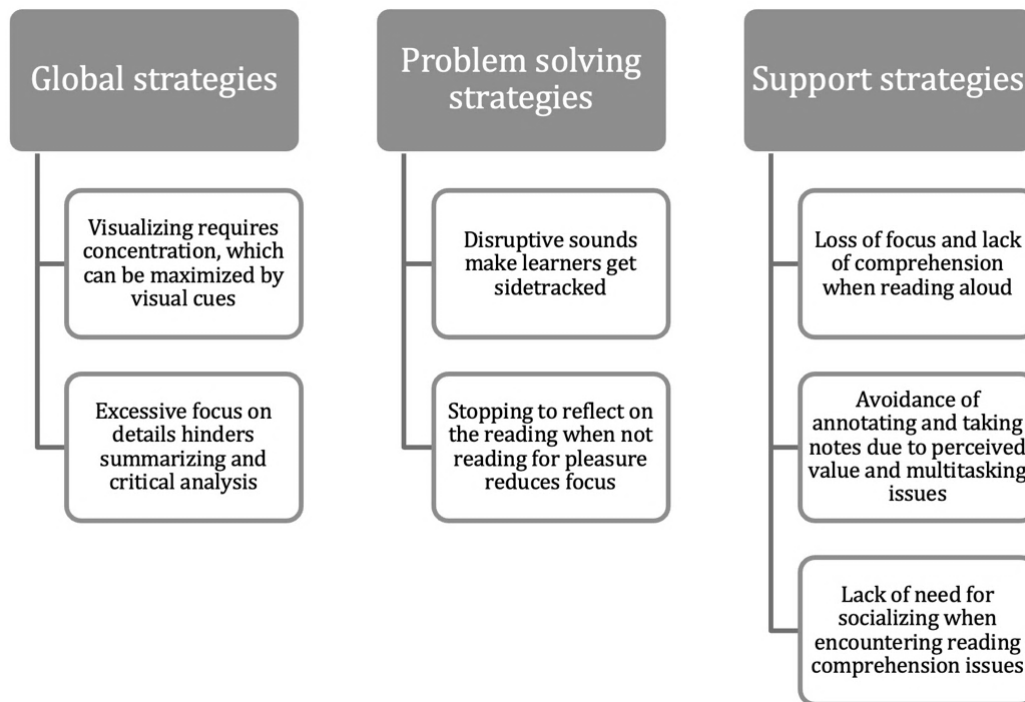 Global strategies
Visualizing requires
concentration, which
can be maximized by
visual cues
Excessive focus on
details hinders
summarizing and
critical analysis
Problem solving
strategies
Disruptive sounds
make learners get
sidetracked
Stopping to reflect on
the reading when not
reading for pleasure
reduces focus
Support strategies
Loss of focus and lack
of comprehension
when reading aloud
Avoidance of
annotating and taking
notes due to perceived
value and multitasking
issues
Lack of need for
socializing when
encountering reading
comprehension issues